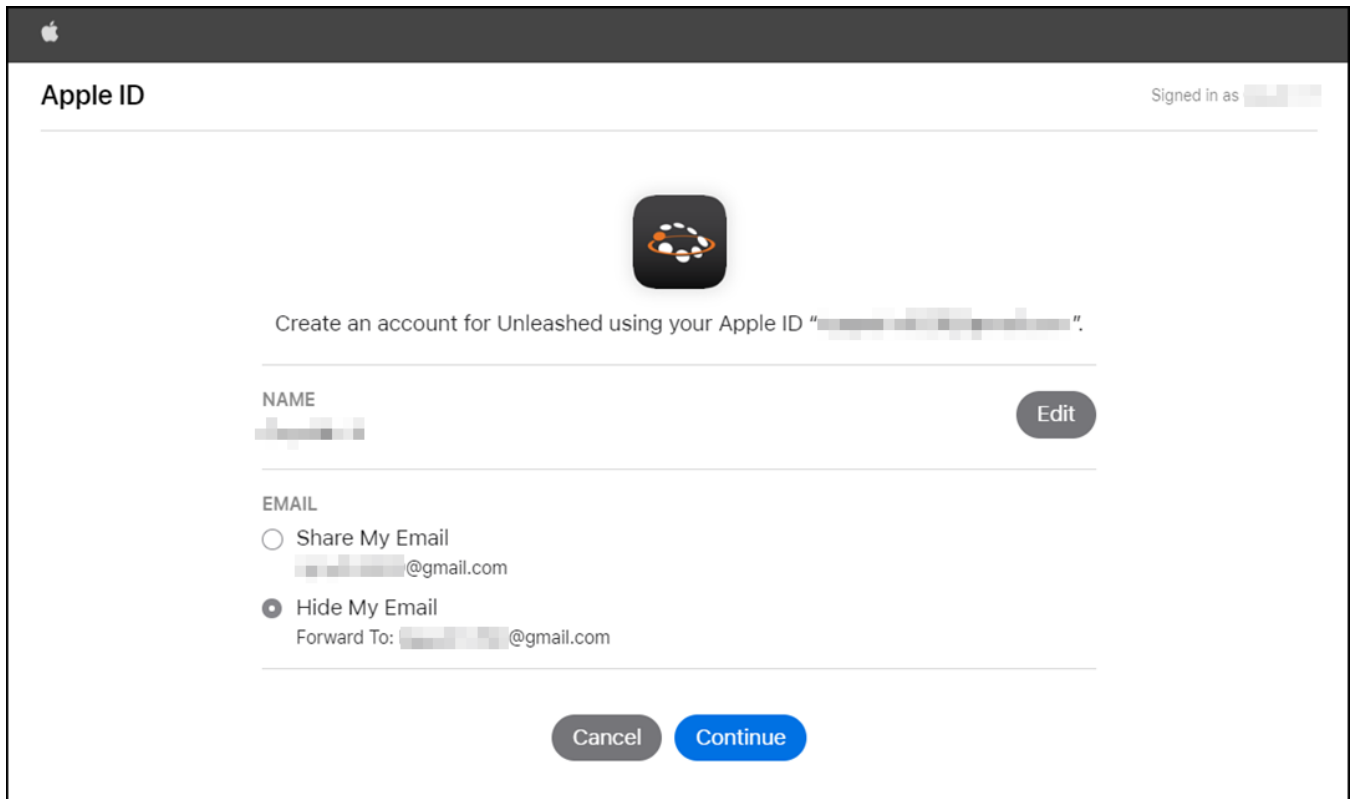 Apple ID
Signed in as
Create an account for Unleashed using your Apple ID “ ”.
NAME
Edit
EMAIL
Share My Email
@gmail.com
Hide My Email
Forward To: @gmail.com
Cancel
Continue